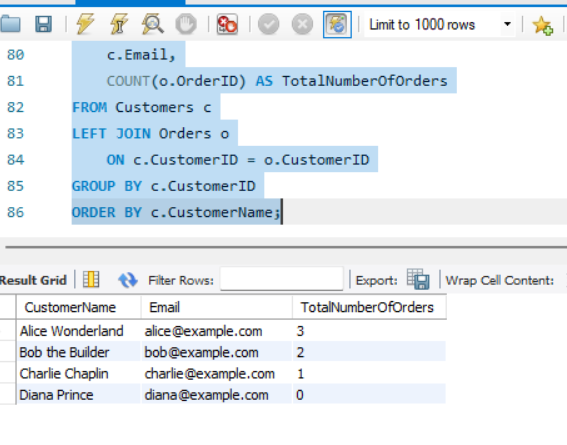 Limit to 1000 rows
80 c.Email,
81 COUNT(o.OrderID) AS TotalNumberOfOrders
82 FROM Customers c
83 LEFT JOIN Orders o
84 ON c.CustomerID = o.CustomerID
85 GROUP BY c.CustomerID
86 ORDER BY c.CustomerName;
Result Grid Filter Rows: Export: Wrap Cell Content:
CustomerName Email TotalNumberOfOrders
Alice Wonderland alice@example.com 3
Bob the Builder bob@example.com 2
Charlie Chaplin charlie@example.com 1
Diana Prince diana@example.com 0